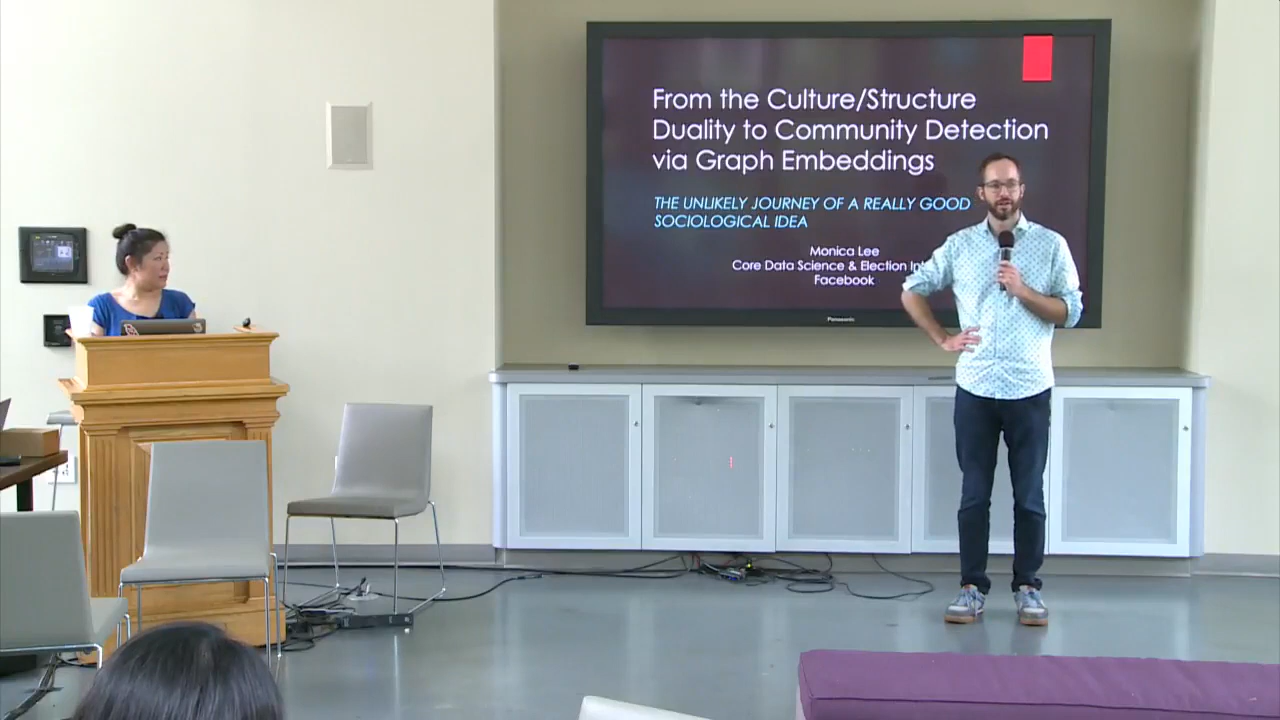 From the Culture/Structure
Duality to Community Detection
via Graph Embeddings
THE UNLIKELY JOURNEY OF A REALLY GOOD
SOCIOLOGICAL IDEA
Monica Lee
Core Data Science & Election
Facebook
Panasonic